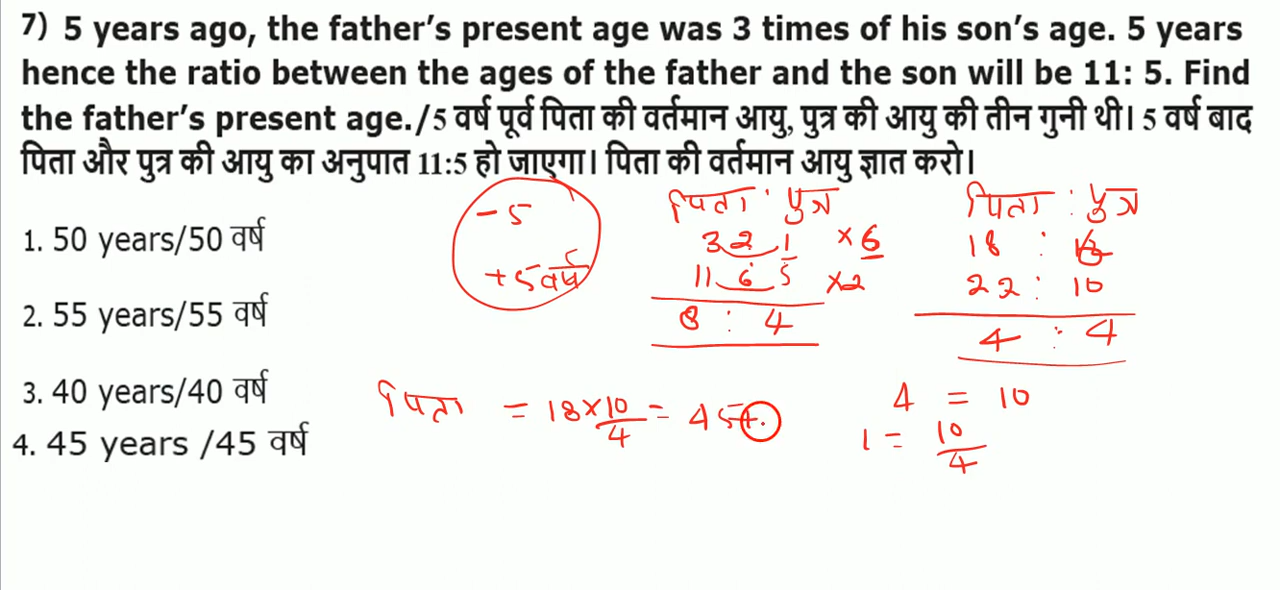 7) 5 years ago, the father’s present age was 3 times of his son’s age. 5 years
hence the ratio between the ages of the father and the son will be 11: 5. Find
the father’s present age./5 वर्ष पूर्व पिता की वर्तमान आयु, पुत्र की आयु की तीन गुनी थी। 5 वर्ष बाद
पिता और पुत्र की आयु का अनुपात 11:5 हो जाएगा। पिता की वर्तमान आयु ज्ञात करो।
पिता : पुत्र
पिता : पुत्र
-5
1. 50 years/50 वर्ष
3 2 1 ×6
18 : 6
+5वर्ष
11 6 5 ×2
22 : 10
2. 55 years/55 वर्ष
8 : 4
4 : 4
3. 40 years/40 वर्ष
पिता = 18×10/4 = 45+.
4 = 10
4. 45 years /45 वर्ष
1 = 10/4